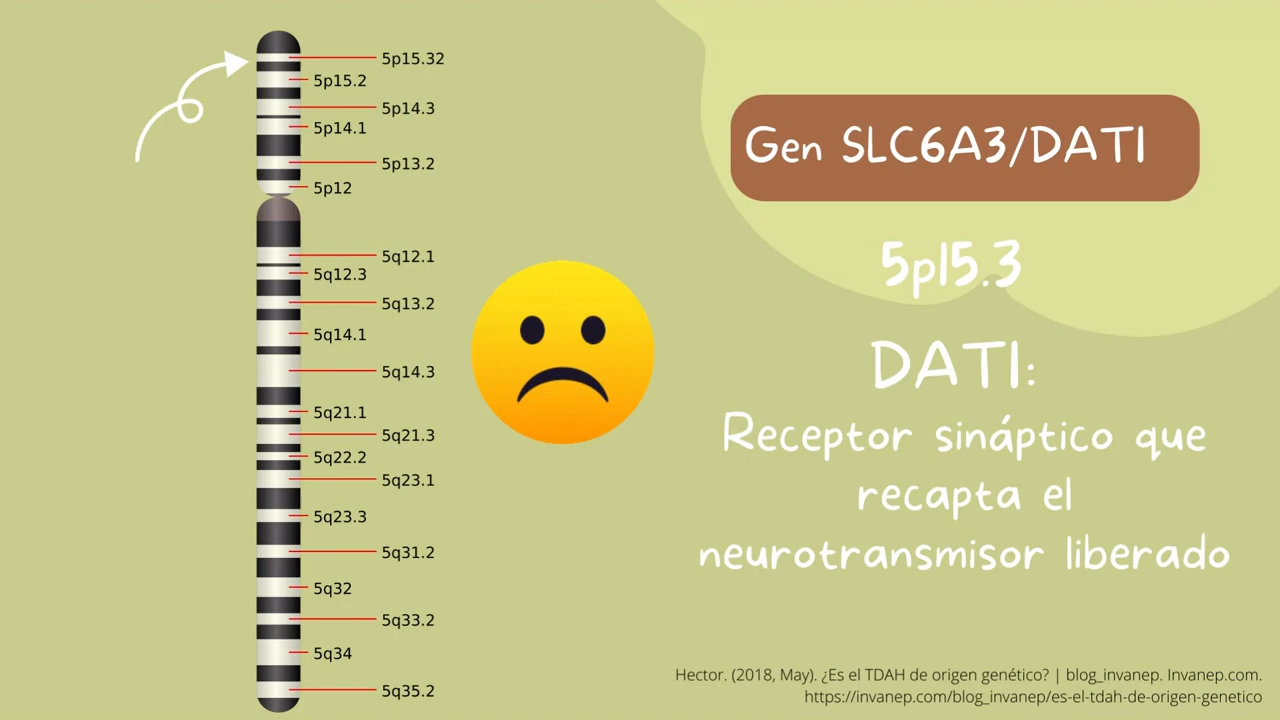 5p15.32
5p15.2
5p14.3
5p14.1
5p13.2
5p12
5q12.1
5q12.3
5q13.2
5q14.1
5q14.3
5q21.1
5q21.3
5q22.2
5q23.1
5q23.3
5q31.2
5q32
5q33.2
5q34
5q35.2
Gen SLC6A3/DAT1
5p15.3
DAT1:
Receptor sináptico que
recapta el
neurotransmisor liberado
Hector. (2018, May). ¿Es el TDAH de origen genético? | blog_invanep. Invanep.com.
https://invanep.com/blog_invanep/es-el-tdah-de-origen-genetico